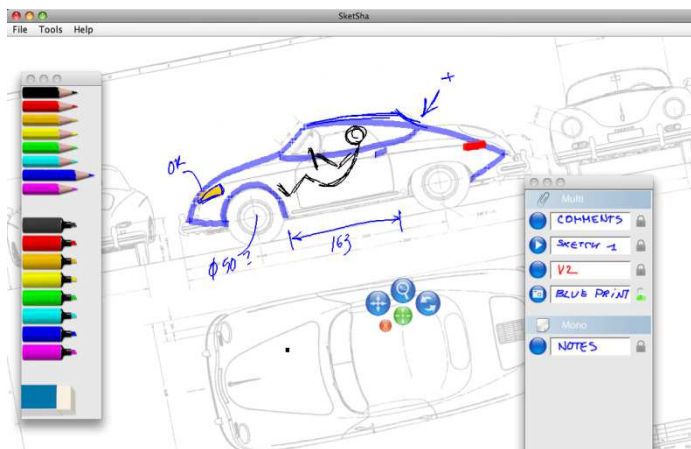 SketSha
File Tools Help
+
OK
163
Ø 50?
Multi
COMMENTS
SKETCH 1
V2
BLUE PRINT
Mono
NOTES